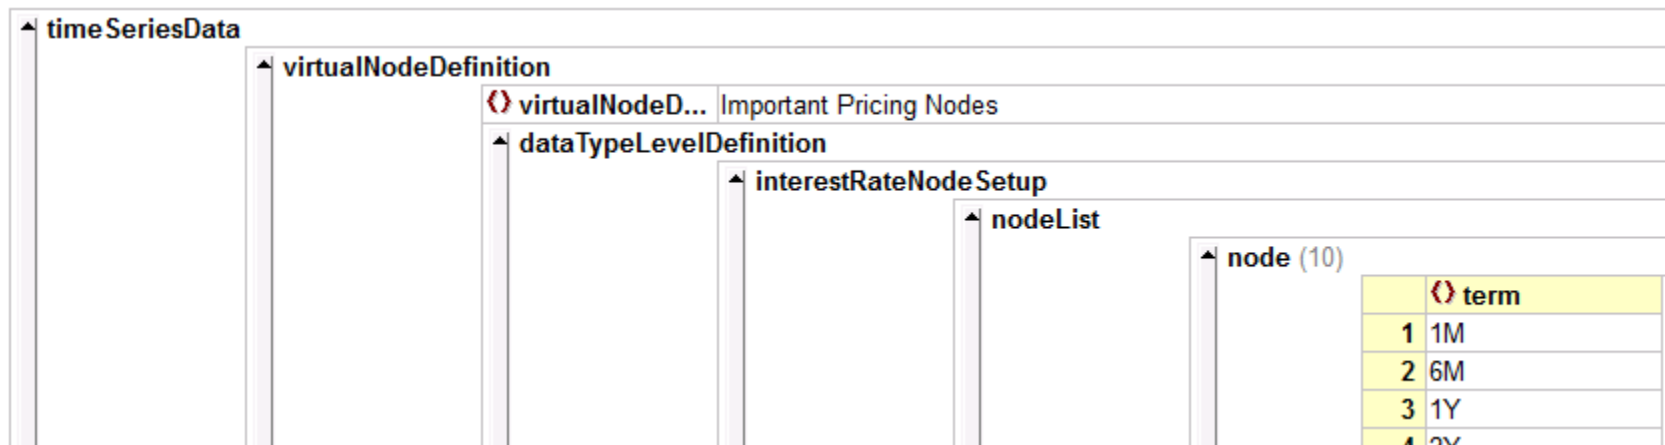 timeSeriesData
virtualNodeDefinition
virtualNodeD... Important Pricing Nodes
dataTypeLevelDefinition
interestRateNodeSetup
nodeList
node (10)
term
1 1M
2 6M
3 1Y